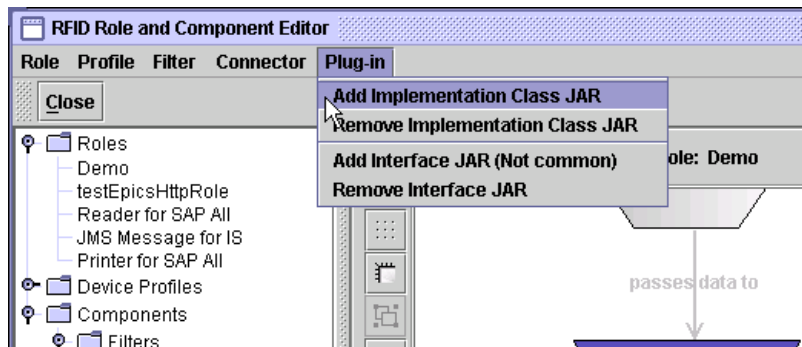 RFID Role and Component Editor
Role Profile Filter Connector Plug-in
Close
Add Implementation Class JAR
Remove Implementation Class JAR
Add Interface JAR (Not common)
Remove Interface JAR
ole: Demo
Roles
Demo
testEpicsHttpRole
Reader for SAP All
JMS Message for IS
Printer for SAP All
Device Profiles
Components
Filters
passes data to